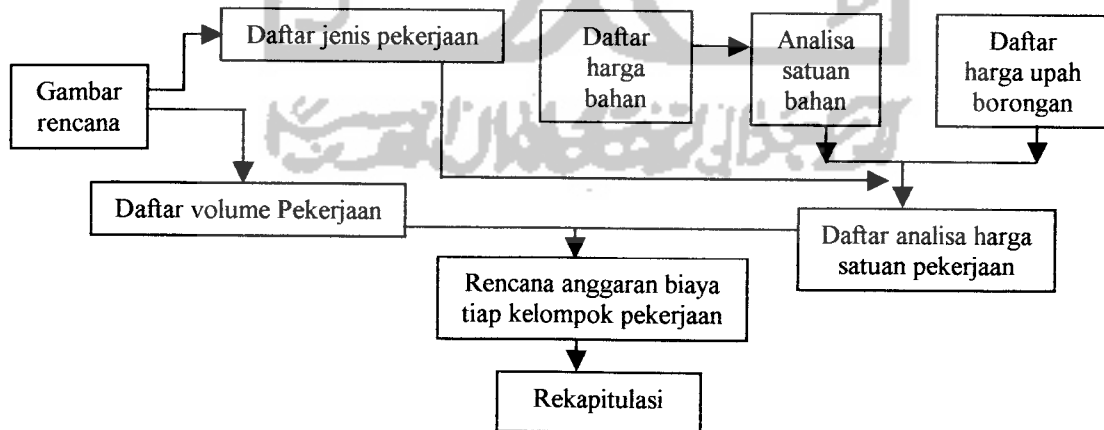 Daftar jenis pekerjaan
Daftar
harga
bahan
Analisa
satuan
bahan
Daftar
harga upah
borongan
Gambar
rencana
Daftar volume Pekerjaan
Daftar analisa harga
satuan pekerjaan
Rencana anggaran biaya
tiap kelompok pekerjaan
Rekapitulasi